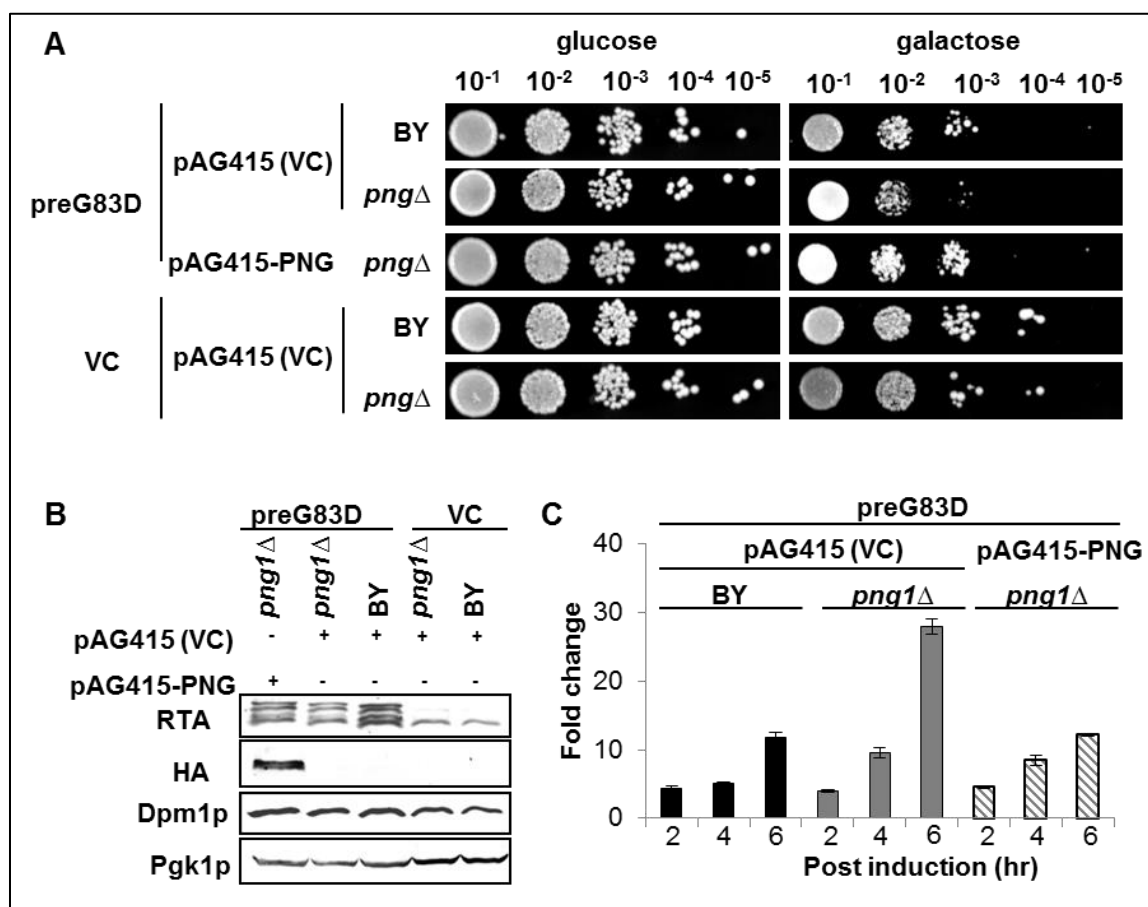 A
glucose galactose
10-1 10-2 10-3 10-4 10-5 10-1 10-2 10-3 10-4 10-5
preG83D pAG415 (VC) BY
pngΔ
pAG415-PNG pngΔ
VC pAG415 (VC) BY
pngΔ
B
preG83D VC
png1Δ png1Δ BY png1Δ BY
pAG415 (VC) - + + + +
pAG415-PNG + - - - -
RTA
HA
Dpm1p
Pgk1p
C
preG83D
pAG415 (VC) pAG415-PNG
BY png1Δ png1Δ
Fold change
40
30
20
10
0
2 4 6 2 4 6 2 4 6
Post induction (hr)